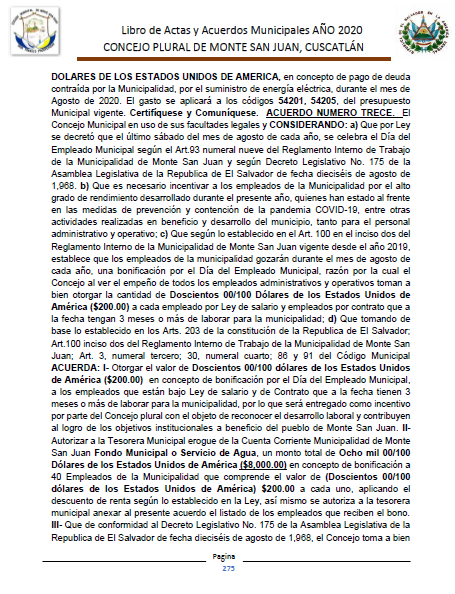 Libro de Actas y Acuerdos Municipales AÑO 2020
CONCEJO PLURAL DE MONTE SAN JUAN, CUSCATLÁN
DOLARES DE LOS ESTADOS UNIDOS DE AMERICA, en concepto de pago de deuda
contraída por la Municipalidad, por el suministro de energía eléctrica, durante el mes de
Agosto de 2020. El gasto se aplicará a los códigos 54201, 54205, del presupuesto
Municipal vigente. Certifíquese y Comuníquese. ACUERDO NUMERO TRECE. El
Concejo Municipal en uso de sus facultades legales y CONSIDERANDO: a) Que por Ley
se decretó que el último sábado del mes de agosto de cada año, se celebra el Día del
Empleado Municipal según el Art.93 numeral nueve del Reglamento Interno de Trabajo
de la Municipalidad de Monte San Juan y según Decreto Legislativo No. 175 de la
Asamblea Legislativa de la Republica de El Salvador de fecha dieciséis de agosto de
1,968. b) Que es necesario incentivar a los empleados de la Municipalidad por el alto
grado de rendimiento desarrollado durante el presente año, quienes han estado al frente
en las medidas de prevención y contención de la pandemia COVID-19, entre otras
actividades realizadas en beneficio y desarrollo del municipio, tanto para el personal
administrativo y operativo; c) Que según lo establecido en el Art. 100 en el inciso dos del
Reglamento Interno de la Municipalidad de Monte San Juan vigente desde el año 2019,
establece que los empleados de la municipalidad gozarán durante el mes de agosto de
cada año, una bonificación por el Día del Empleado Municipal, razón por la cual el
Concejo al ver el empeño de todos los empleados administrativos y operativos toman a
bien otorgar la cantidad de Doscientos 00/100 Dólares de los Estados Unidos de
América ($200.00) a cada empleado por Ley de salario y empleados por contrato que a
la fecha tengan 3 meses o más de laborar para la municipalidad; d) Que tomando de
base lo establecido en los Arts. 203 de la constitución de la Republica de El Salvador;
Art.100 inciso dos del Reglamento Interno de Trabajo de la Municipalidad de Monte San
Juan; Art. 3, numeral tercero; 30, numeral cuarto; 86 y 91 del Código Municipal
ACUERDA: I- Otorgar el valor de Doscientos 00/100 dólares de los Estados Unidos
de América ($200.00) en concepto de bonificación por el Día del Empleado Municipal,
a los empleados que están bajo Ley de salario y de Contrato que a la fecha tienen 3
meses o más de laborar para la municipalidad, por lo que será entregado como incentivo
por parte del Concejo plural con el objeto de reconocer el desarrollo laboral y contribuyen
al logro de los objetivos institucionales a beneficio del pueblo de Monte San Juan. II-
Autorizar a la Tesorera Municipal erogue de la Cuenta Corriente Municipalidad de Monte
San Juan Fondo Municipal o Servicio de Agua, un monto total de Ocho mil 00/100
Dólares de los Estados Unidos de América ($8,000.00) en concepto de bonificación a
40 Empleados de la Municipalidad que comprende el valor de (Doscientos 00/100
dólares de los Estados Unidos de América) $200.00 a cada uno, aplicando el
descuento de renta según lo establecido en la Ley, así mismo se autoriza a la tesorera
municipal anexar al presente acuerdo el listado de los empleados que reciben el bono.
III- Que de conformidad al Decreto Legislativo No. 175 de la Asamblea Legislativa de la
Republica de El Salvador de fecha dieciséis de agosto de 1,968, el Concejo toma a bien
Pagina
275